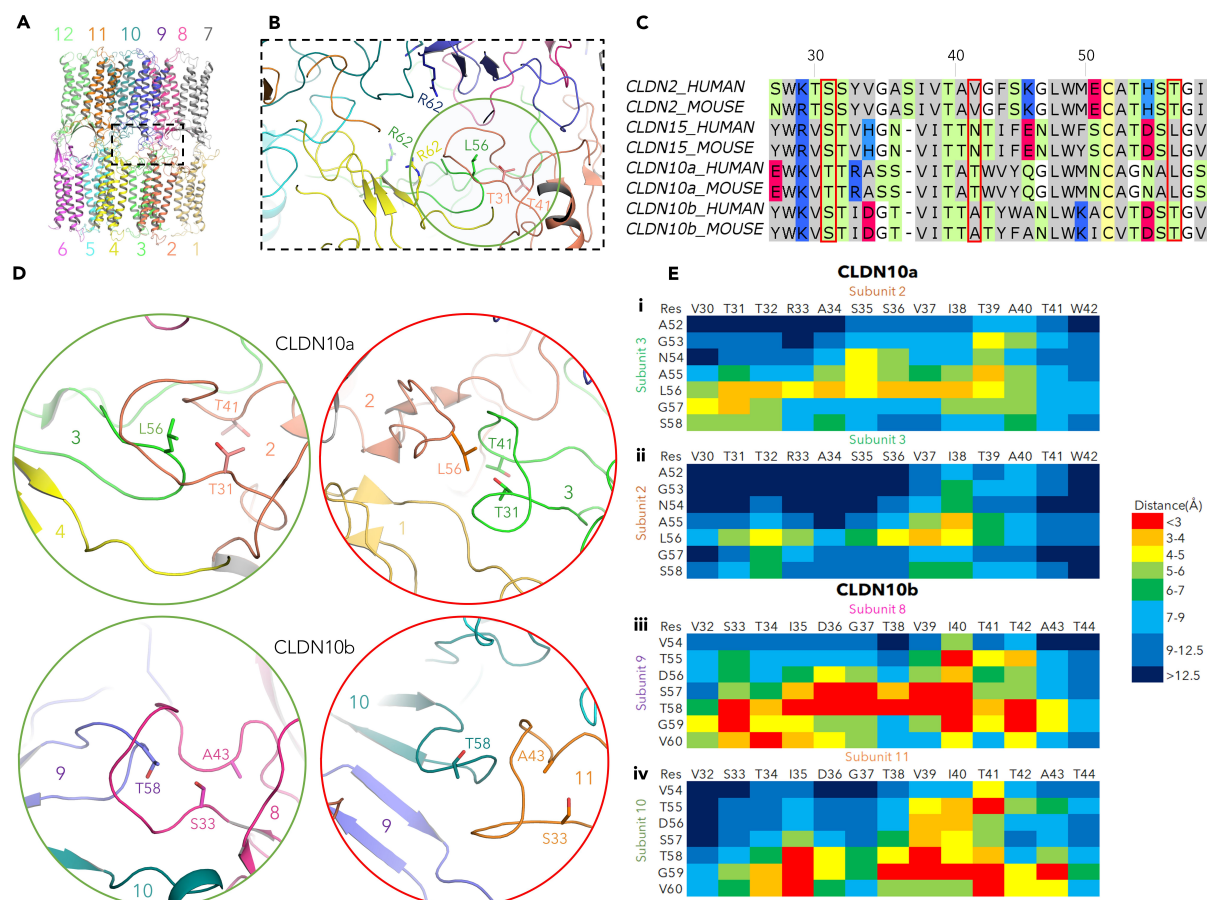 A
12 11 10 9 8 7
6 5 4 3 2 1
B
R62
R62
R62
L56
T31
T41
C
30 40 50
CLDN2_HUMAN SWKTSSYVGASIVTAVGFSKGLWMECATHSTGI
CLDN2_MOUSE NWRTSSYVGASIVTAVGFSKGLWMECATHSTGI
CLDN15_HUMAN YWRVSTVHGN-VITTNTIFENLWFSCATDSLGV
CLDN15_MOUSE YWRVSTVHGN-VITTNTIFENLWYSCATDSLGV
CLDN10a_HUMAN EWKVTTRASS-VITATWVYQGLWMNCAGNALGS
CLDN10a_MOUSE EWKVTTRASS-VITATWVYQGLWMNCAGNALGS
CLDN10b_HUMAN YWKVSTIDGT-VITTATYWANLWKACVTDSTGV
CLDN10b_MOUSE YWKVSTIDGT-VITTATYFANLWKICVTDSTGV
D
CLDN10a
3
L56
T41
2
T31
4
2
T41
L56
T31
3
1
CLDN10b
9
T58
A43
S33
8
10
10
T58
A43
11
9
S33
E
CLDN10a
Subunit 2
i
Res V30 T31 T32 R33 A34 S35 S36 V37 I38 T39 A40 T41 W42
Subunit 3
A52
G53
N54
A55
L56
G57
S58
Subunit 3
ii
Res V30 T31 T32 R33 A34 S35 S36 V37 I38 T39 A40 T41 W42
Subunit 2
A52
G53
N54
A55
L56
G57
S58
CLDN10b
Subunit 8
iii
Res V32 S33 T34 I35 D36 G37 T38 V39 I40 T41 T42 A43 T44
Subunit 9
V54
T55
D56
S57
T58
G59
V60
Subunit 11
iv
Res V32 S33 T34 I35 D36 G37 T38 V39 I40 T41 T42 A43 T44
Subunit 10
V54
T55
D56
S57
T58
G59
V60
Distance(Å)
<3
3-4
4-5
5-6
6-7
7-9
9-12.5
>12.5